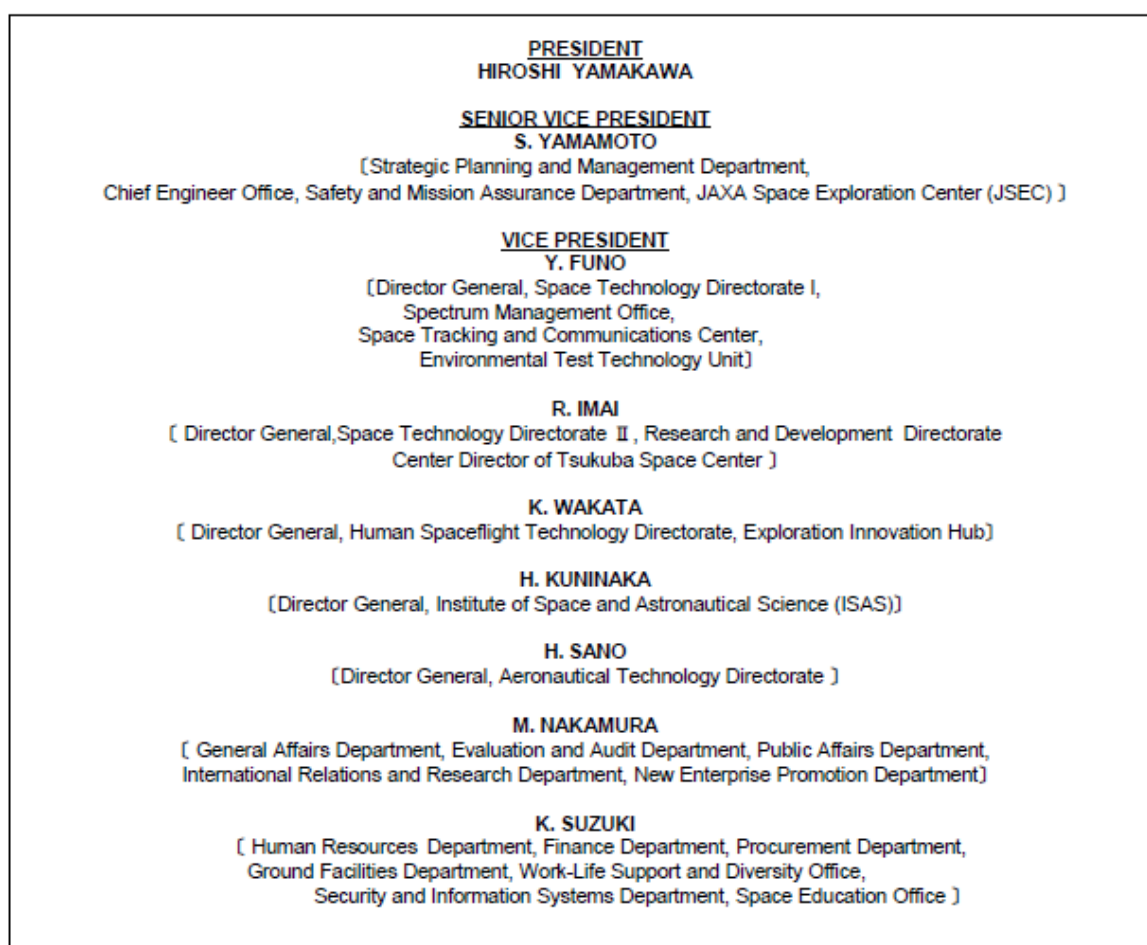 PRESIDENT
HIROSHI YAMAKAWA
SENIOR VICE PRESIDENT
S. YAMAMOTO
〔Strategic Planning and Management Department,
Chief Engineer Office, Safety and Mission Assurance Department, JAXA Space Exploration Center (JSEC) 〕
VICE PRESIDENT
Y. FUNO
〔Director General, Space Technology Directorate I,
Spectrum Management Office,
Space Tracking and Communications Center,
Environmental Test Technology Unit〕
R. IMAI
〔 Director General,Space Technology Directorate Ⅱ, Research and Development Directorate
Center Director of Tsukuba Space Center 〕
K. WAKATA
〔 Director General, Human Spaceflight Technology Directorate, Exploration Innovation Hub〕
H. KUNINAKA
〔Director General, Institute of Space and Astronautical Science (ISAS)〕
H. SANO
〔Director General, Aeronautical Technology Directorate 〕
M. NAKAMURA
〔 General Affairs Department, Evaluation and Audit Department, Public Affairs Department,
International Relations and Research Department, New Enterprise Promotion Department〕
K. SUZUKI
〔 Human Resources Department, Finance Department, Procurement Department,
Ground Facilities Department, Work-Life Support and Diversity Office,
Security and Information Systems Department, Space Education Office 〕